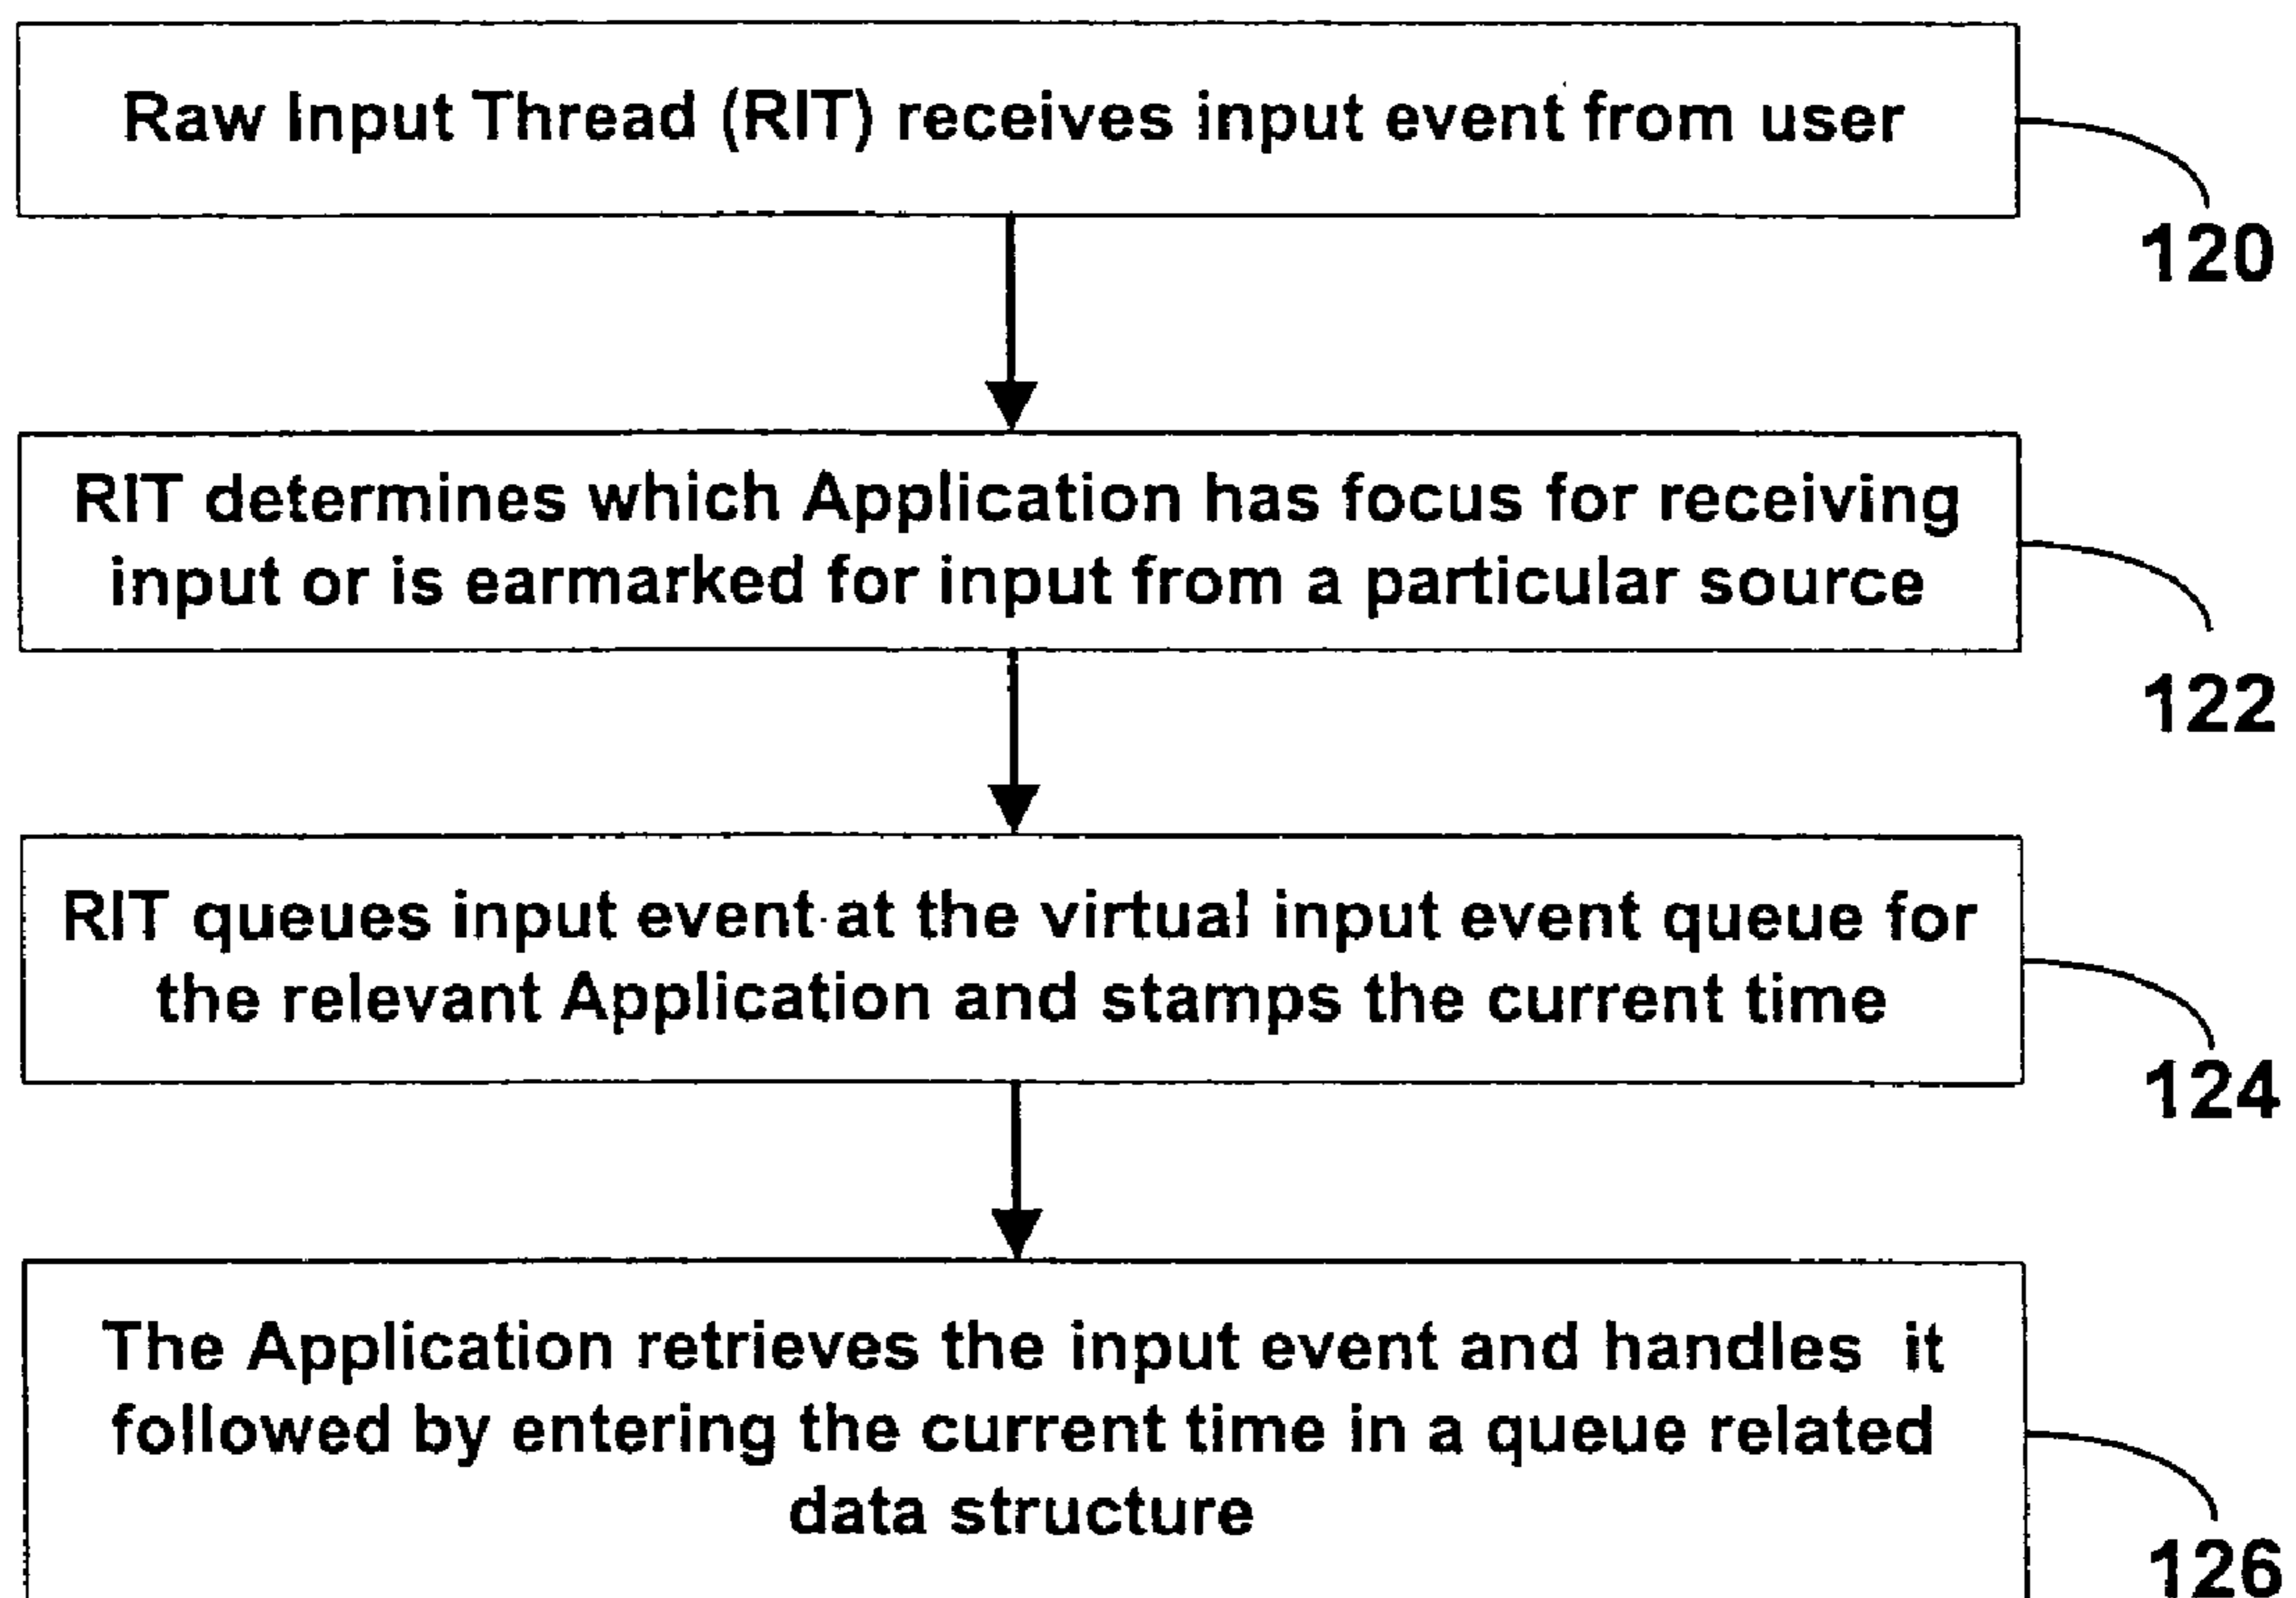 Raw Input Thread (RIT) receives input event from user
120
RIT determines which Application has focus for receiving
input or is earmarked for input from a particular source
122
RIT queues input event at the virtual input event queue for
the relevant Application and stamps the current time
124
The Application retrieves the input event and handles it
followed by entering the current time in a queue related
data structure
126